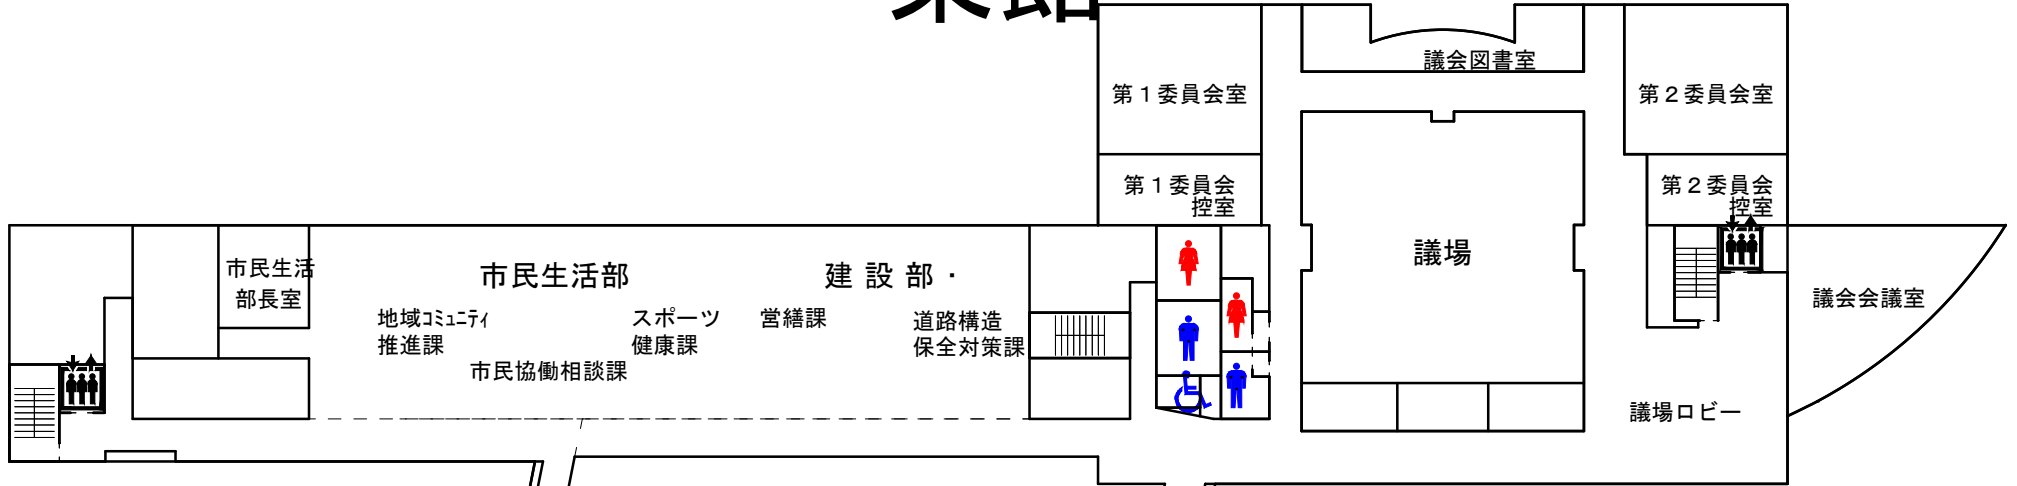 議会図書室
第１委員会室
第２委員会室
第１委員会
控室
第２委員会
控室
議場
市民生活
部長室
市民生活部
建設部・
地域ｺﾐｭﾆﾃｨ
推進課
スポーツ
健康課
営繕課
道路構造
保全対策課
市民協働相談課
議会会議室
議場ロビー